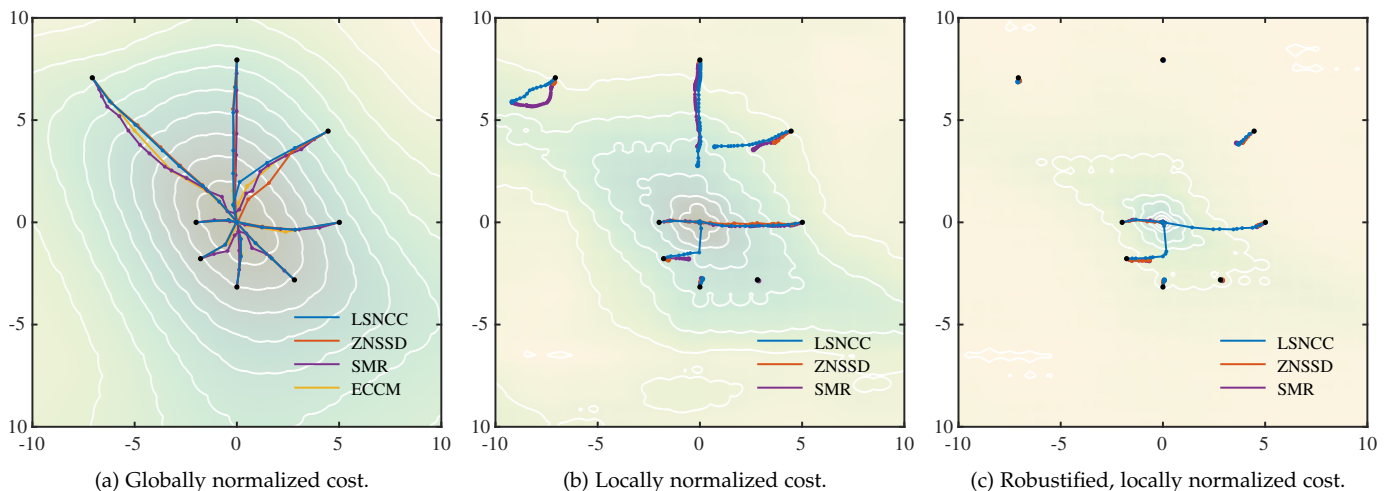 10
5
0
-5
10
-10
-5
0
5
10
LSNCC
ZNSSD
SMR
ECCM
(a) Globally normalized cost.
10
5
0
-5
10
-10
-5
0
5
10
LSNCC
ZNSSD
SMR
(b) Locally normalized cost.
10
5
0
-5
10
-10
-5
0
5
10
LSNCC
ZNSSD
SMR
(c) Robustified, locally normalized cost.